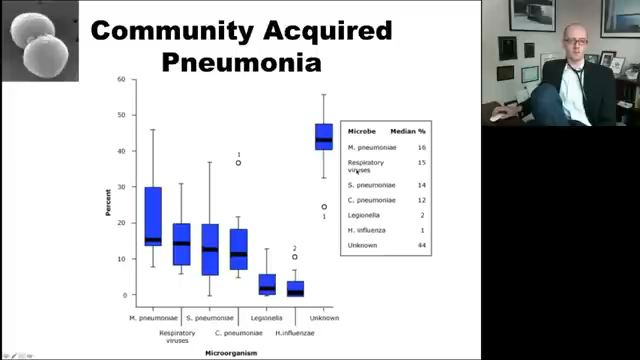 Community Acquired
Pneumonia
60
50
40
30
20
10
0
Percent
1
2
1
M. pneumoniae
S. pneumoniae
Legionella
Unknown
Respiratory
viruses
C. pneumoniae
H.influenzae
Microorganism
Microbe Median %
M. pneumoniae 16
Respiratory 15
viruses
S. pneumoniae 14
C. pneumoniae 12
Legionella 2
H. influenza 1
Unknown 44